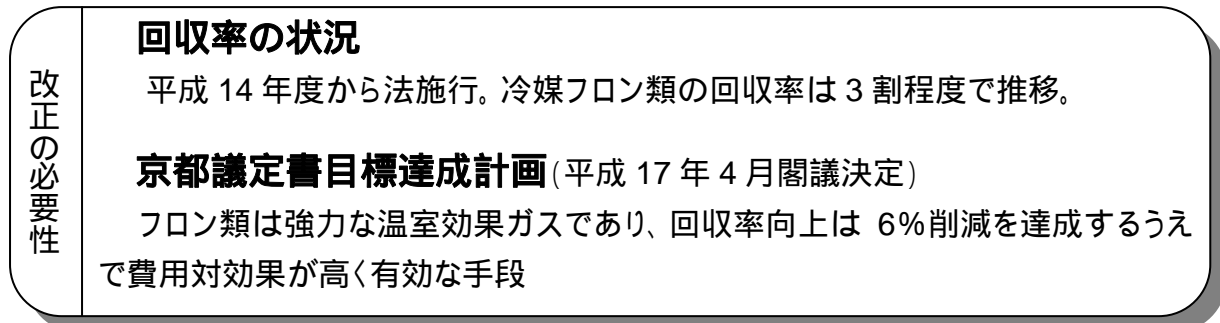 改正の必要性
回収率の状況
平成 14 年度から法施行。冷媒フロン類の回収率は 3 割程度で推移。
京都議定書目標達成計画(平成 17 年 4 月閣議決定)
フロン類は強力な温室効果ガスであり、回収率向上は 6%削減を達成するうえ
で費用対効果が高く有効な手段